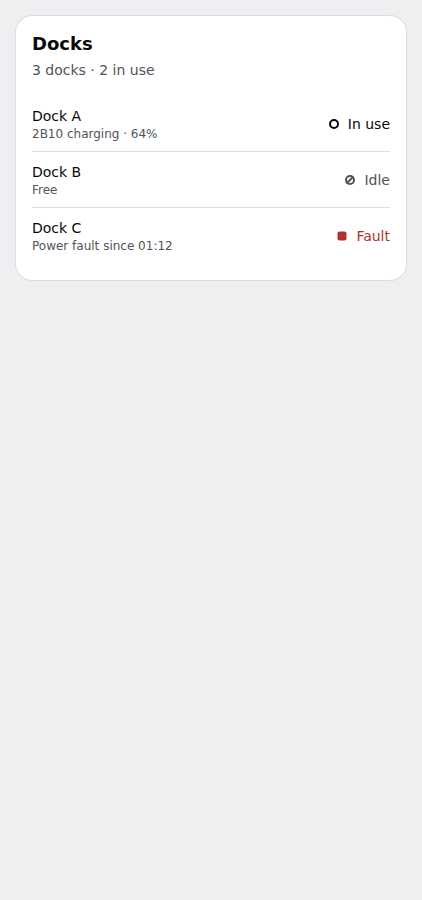 Docks
3 docks · 2 in use
Dock A
2B10 charging · 64%
In use
Dock B
Free
Idle
Dock C
Power fault since 01:12
Fault